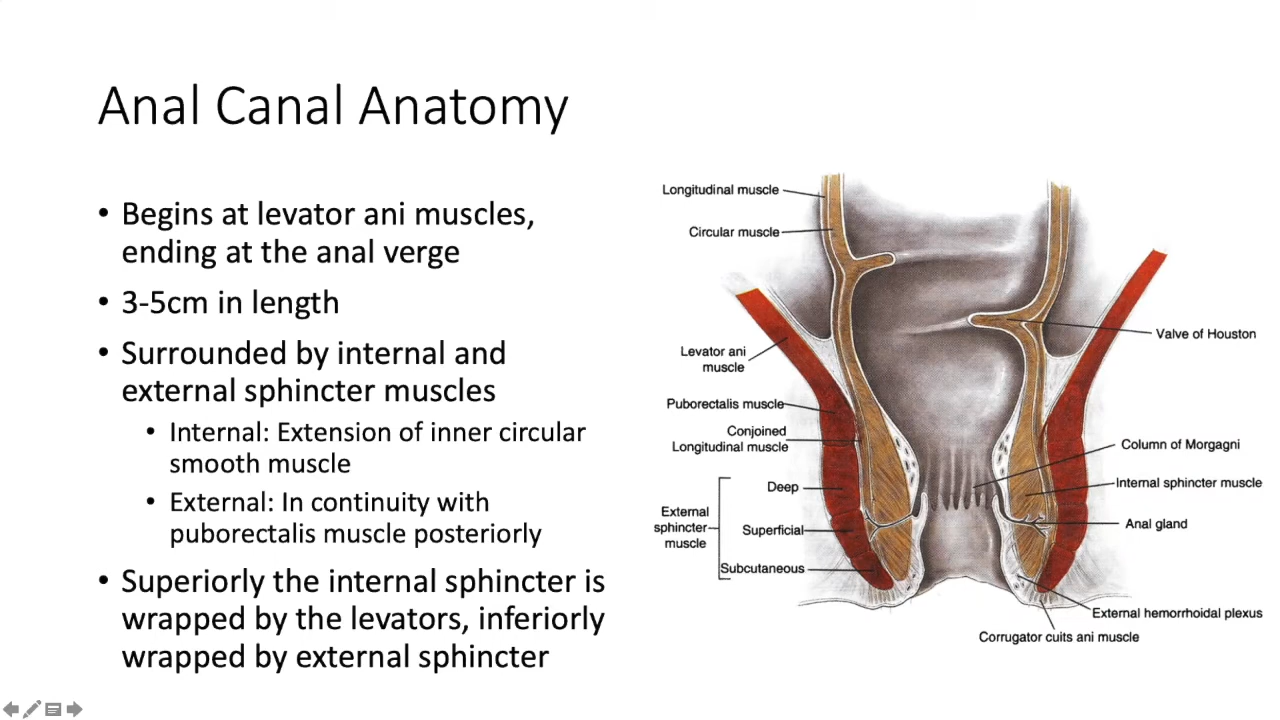 Anal Canal Anatomy
• Begins at levator ani muscles,
ending at the anal verge
• 3-5cm in length
• Surrounded by internal and
external sphincter muscles
• Internal: Extension of inner circular
smooth muscle
• External: In continuity with
puborectalis muscle posteriorly
• Superiorly the internal sphincter is
wrapped by the levators, inferiorly
wrapped by external sphincter
Longitudinal muscle
Circular muscle
Levator ani
muscle
Puborectalis muscle
Conjoined
Longitudinal muscle
Deep
External
sphincter
muscle
Superficial
Subcutaneous
Valve of Houston
Column of Morgagni
Internal sphincter muscle
Anal gland
External hemorrhoidal plexus
Corrugator cuits ani muscle